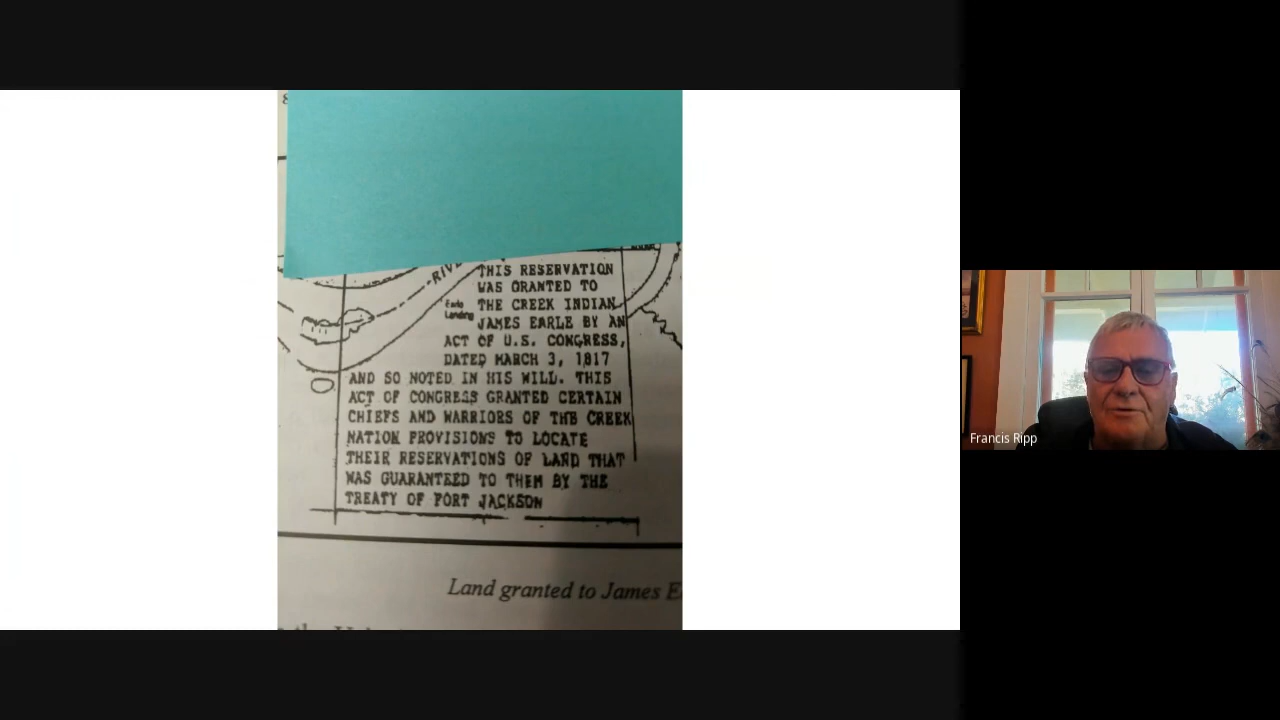 RIV
THIS RESERVATION
WAS GRANTED TO
Earle
Landing
THE CREEK INDIAN
JAMES EARLE BY AN
ACT OF U.S. CONGRESS,
DATED MARCH 3, 1817
AND SO NOTED IN HIS WILL. THIS
ACT OF CONGRESS GRANTED CERTAIN
CHIEFS AND WARRIORS OF THE CREEK
NATION PROVISIONS TO LOCATE
THEIR RESERVATIONS OF LAND THAT
WAS GUARANTEED TO THEM BY THE
TREATY OF FORT JACKSON
Land granted to James E
Francis Ripp